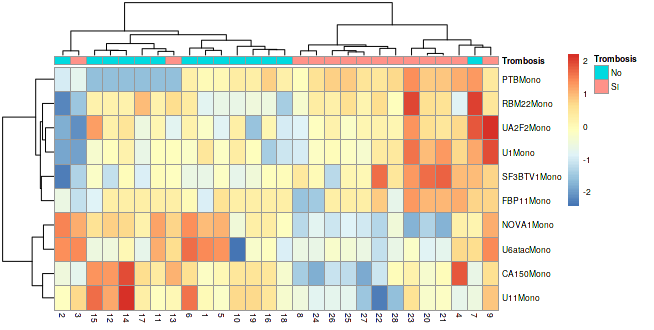 Trombosis
PTBMono
RBM22Mono
UA2F2Mono
U1Mono
SF3BTV1Mono
FBP11Mono
NOVA1Mono
U6atacMono
CA150Mono
U11Mono
2 3 15 12 14 17 11 13 6 1 5 10 19 16 18 8 24 26 25 27 22 28 23 20 21 4 7 9
2
1
0
-1
-2
Trombosis
No
SI